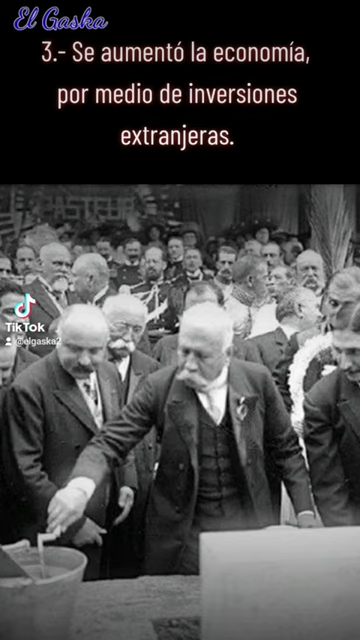 El Gaska
3.- Se aumentó la economía,
por medio de inversiones
extranjeras.
TikTok
@elgaska2